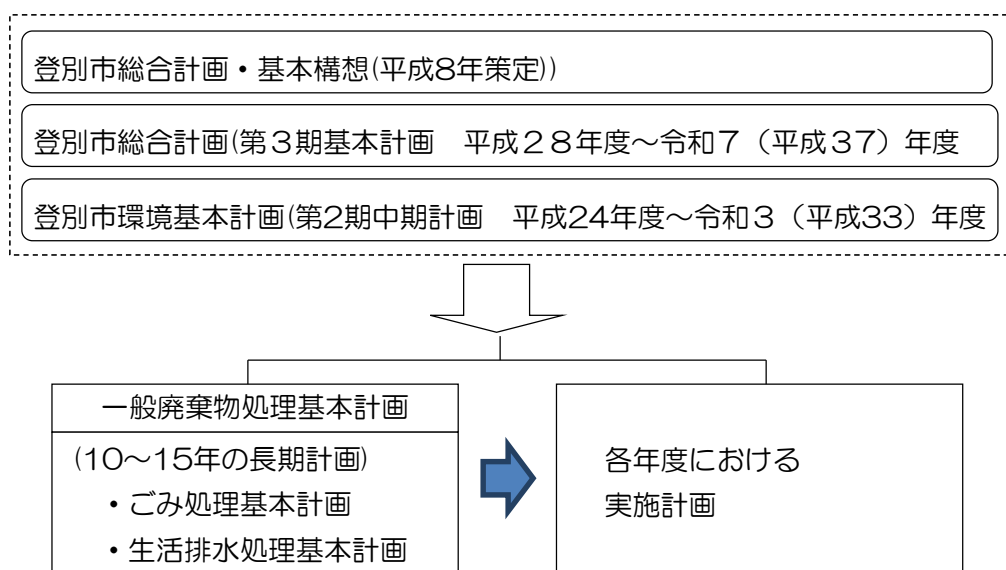 登別市総合計画・基本構想(平成8年策定))
登別市総合計画(第３期基本計画　平成２８年度～令和７（平成３７）年度
登別市環境基本計画(第2期中期計画　平成24年度～令和３（平成33）年度
一般廃棄物処理基本計画
(10～15年の長期計画)
・ごみ処理基本計画
・生活排水処理基本計画
各年度における
実施計画